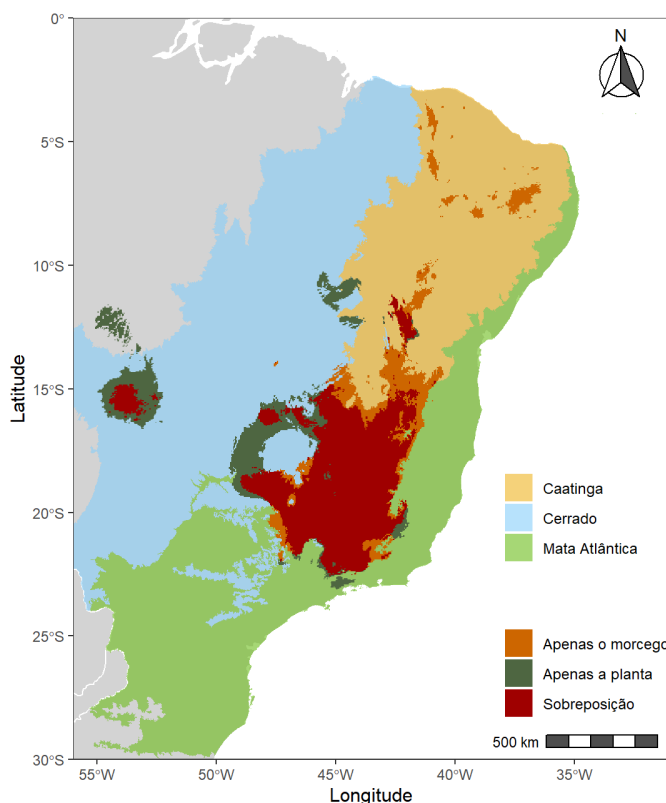 N
0°
5°S
10°S
15°S
20°S
25°S
30°S
Latitude
55°W
50°W
45°W
40°W
35°W
Longitude
Caatinga
Cerrado
Mata Atlântica
Apenas o morcego
Apenas a planta
Sobreposição
500 km